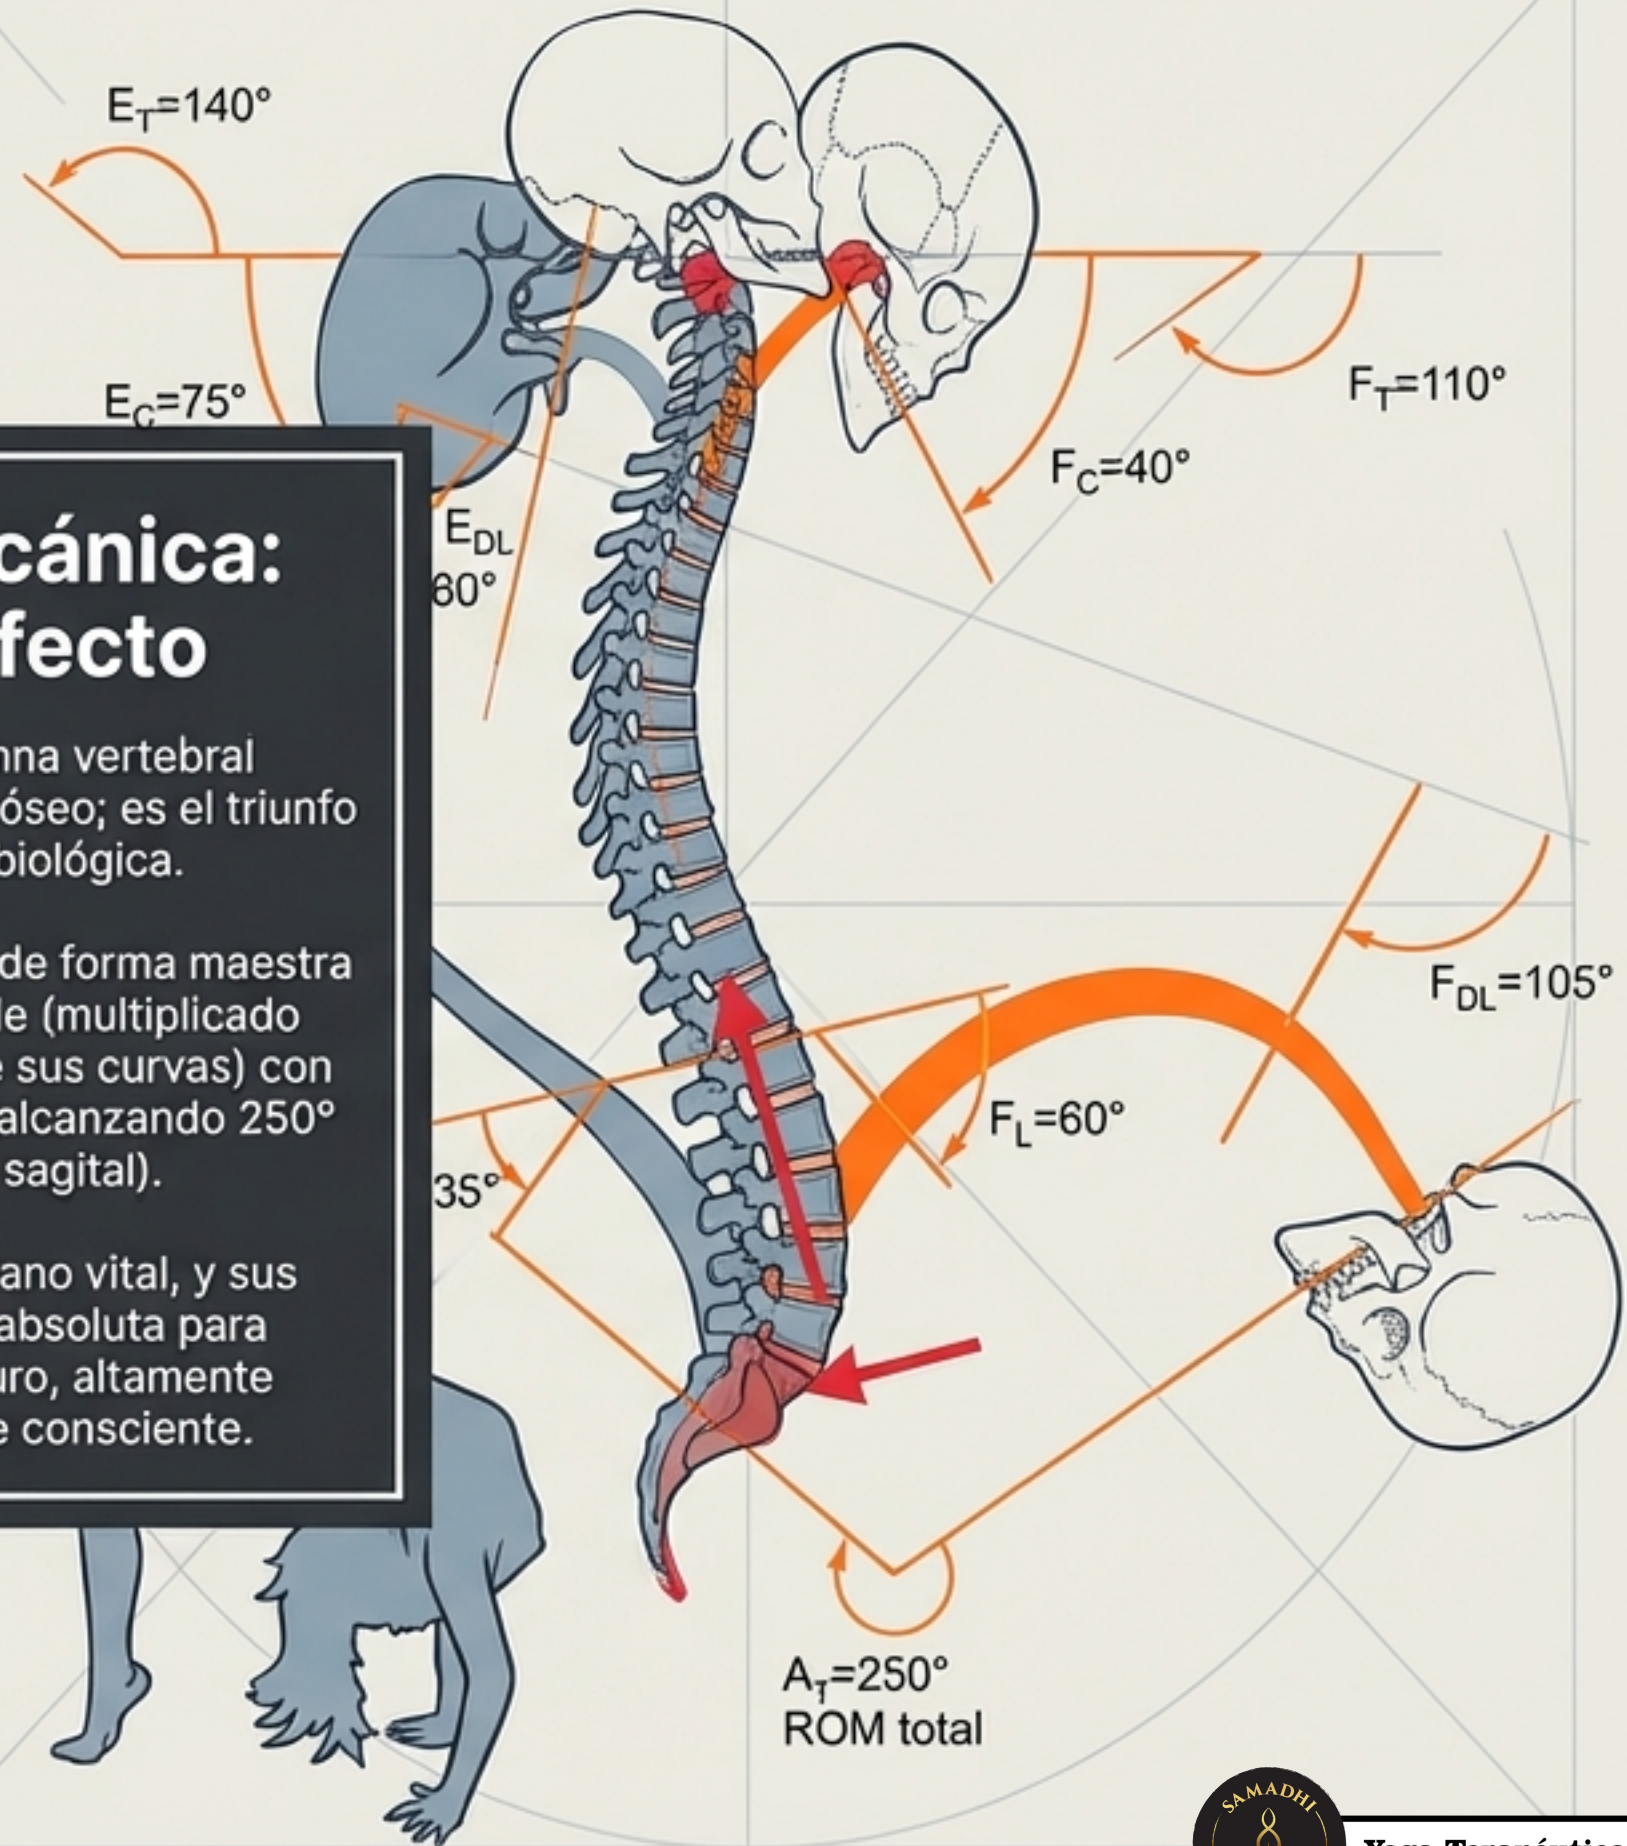 E_T=140°
E_C=75°
F_T=110°
F_C=40°
E_DL
60°
cánica:
fecto
nna vertebral
óseo; es el triunfo
biológica.
de forma maestra
le (multiplicado
e sus curvas) con
alcanzando 250°
sagital).
ano vital, y sus
absoluta para
uro, altamente
e consciente.
F_DL=105°
F_L=60°
35°
A_T=250°
ROM total
SAMADHI